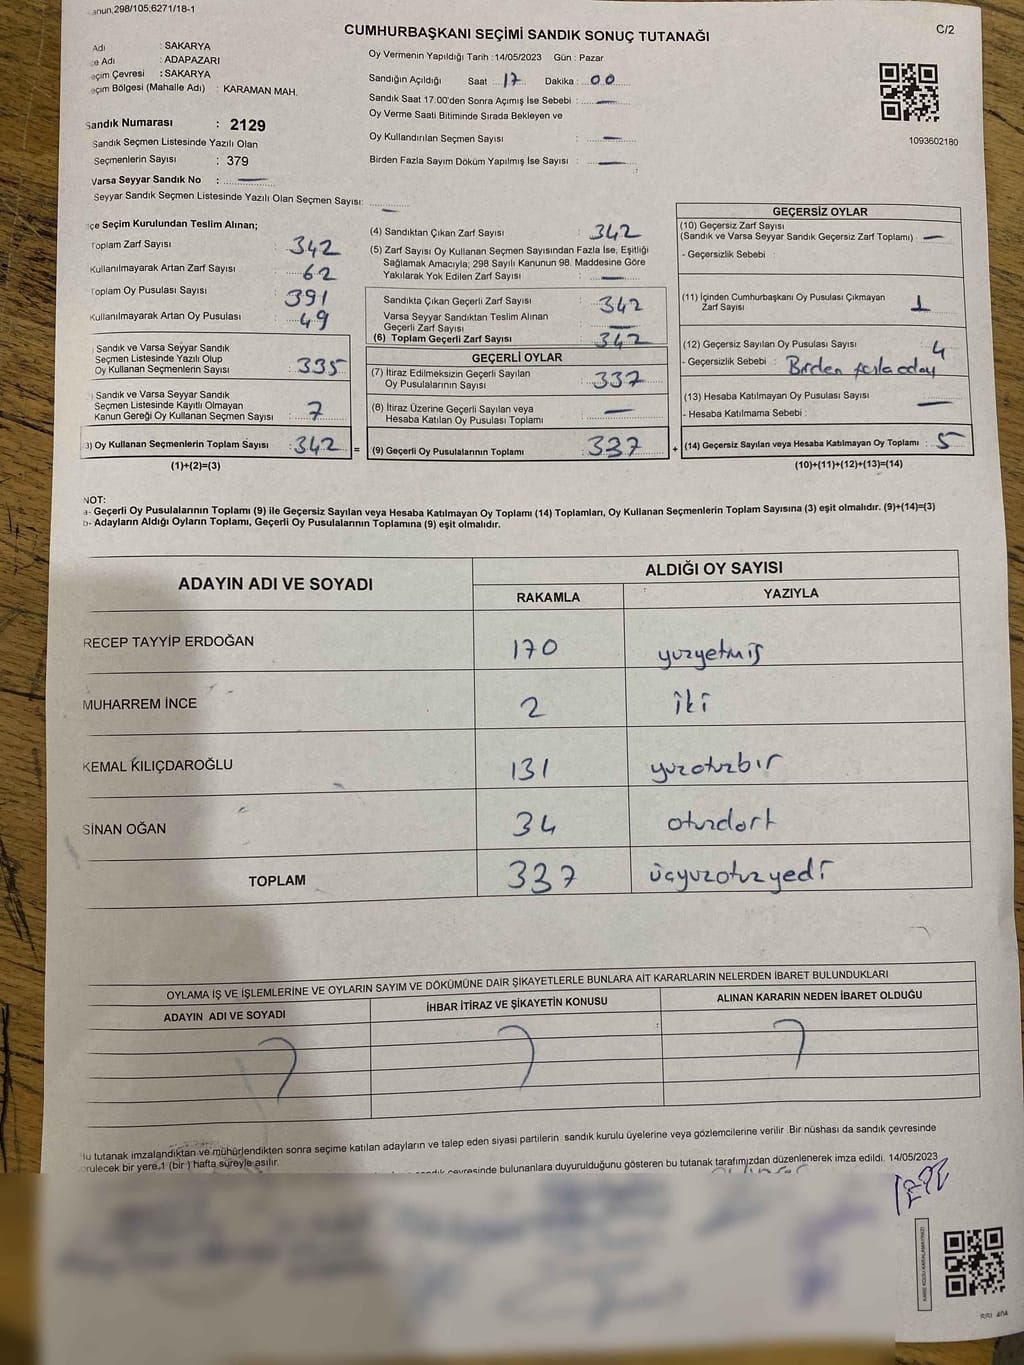 anun,298/105,6271/18-1
C/2
CUMHURBAŞKANI SEÇİMİ SANDIK SONUÇ TUTANAĞI
Adı : SAKARYA
çe Adı : ADAPAZARI
eçim Çevresi : SAKARYA
eçim Bölgesi (Mahalle Adı) : KARAMAN MAH.
Sandık Numarası : 2129
Sandık Seçmen Listesinde Yazılı Olan
Seçmenlerin Sayısı : 379
Varsa Seyyar Sandık No : —
Seyyar Sandık Seçmen Listesinde Yazılı Olan Seçmen Sayısı: —
Oy Vermenin Yapıldığı Tarih :14/05/2023 Gün : Pazar
Sandığın Açıldığı Saat 17 Dakika : 00
Sandık Saat 17:00'den Sonra Açımış İse Sebebi : —
Oy Verme Saati Bitiminde Sırada Bekleyen ve
Oy Kullandırılan Seçmen Sayısı : —
Birden Fazla Sayım Döküm Yapılmış İse Sayısı : —
1093602180
çe Seçim Kurulundan Teslim Alınan;
Toplam Zarf Sayısı : 342
Kullanılmayarak Artan Zarf Sayısı : 62
Toplam Oy Pusulası Sayısı : 391
Kullanılmayarak Artan Oy Pusulası : 49
) Sandık ve Varsa Seyyar Sandık
Seçmen Listesinde Yazılı Olup
Oy Kullanan Seçmenlerin Sayısı : 335
) Sandık ve Varsa Seyyar Sandık
Seçmen Listesinde Kayıtlı Olmayan
Kanun Gereği Oy Kullanan Seçmen Sayısı : 7
3) Oy Kullanan Seçmenlerin Toplam Sayısı : 342 =
(1)+(2)=(3)
(4) Sandıktan Çıkan Zarf Sayısı : 342
(5) Zarf Sayısı Oy Kullanan Seçmen Sayısından Fazla İse, Eşitliği
Sağlamak Amacıyla; 298 Sayılı Kanunun 98. Maddesine Göre
Yakılarak Yok Edilen Zarf Sayısı : —
Sandıkta Çıkan Geçerli Zarf Sayısı : 342
Varsa Seyyar Sandıktan Teslim Alınan
Geçerli Zarf Sayısı : —
(6) Toplam Geçerli Zarf Sayısı : 342
GEÇERLİ OYLAR
(7) İtiraz Edilmeksizin Geçerli Sayılan
Oy Pusulalarının Sayısı : 337
(8) İtiraz Üzerine Geçerli Sayılan veya
Hesaba Katılan Oy Pusulası Toplamı : —
(9) Geçerli Oy Pusulalarının Toplamı : 337 +
GEÇERSİZ OYLAR
(10) Geçersiz Zarf Sayısı
(Sandık ve Varsa Seyyar Sandık Geçersiz Zarf Toplamı) : —
- Geçersizlik Sebebi :
(11) İçinden Cumhurbaşkanı Oy Pusulası Çıkmayan
Zarf Sayısı : 1
(12) Geçersiz Sayılan Oy Pusulası Sayısı : 4
- Geçersizlik Sebebi : Birden fazla aday
(13) Hesaba Katılmayan Oy Pusulası Sayısı : —
- Hesaba Katılmama Sebebi :
(14) Geçersiz Sayılan veya Hesaba Katılmayan Oy Toplamı : 5
(10)+(11)+(12)+(13)=(14)
NOT:
a- Geçerli Oy Pusulalarının Toplamı (9) ile Geçersiz Sayılan veya Hesaba Katılmayan Oy Toplamı (14) Toplamları, Oy Kullanan Seçmenlerin Toplam Sayısına (3) eşit olmalıdır. (9)+(14)=(3)
b- Adayların Aldığı Oyların Toplamı, Geçerli Oy Pusulalarının Toplamına (9) eşit olmalıdır.
ADAYIN ADI VE SOYADI
ALDIĞI OY SAYISI
RAKAMLA YAZIYLA
RECEP TAYYİP ERDOĞAN 170 yüzyetmiş
MUHARREM İNCE 2 iki
KEMAL KILIÇDAROĞLU 131 yuzotuzbır
SİNAN OĞAN 34 otuzdort
TOPLAM 337 üçyuzotuzyedi
OYLAMA İŞ VE İŞLEMLERİNE VE OYLARIN SAYIM VE DÖKÜMÜNE DAİR ŞİKAYETLERLE BUNLARA AİT KARARLARIN NELERDEN İBARET BULUNDUKLARI
ADAYIN ADI VE SOYADI İHBAR İTİRAZ VE ŞİKAYETİN KONUSU ALINAN KARARIN NEDEN İBARET OLDUĞU
Bu tutanak imzalandıktan ve mühürlendikten sonra seçime katılan adayların ve talep eden siyasi partilerin sandık kurulu üyelerine veya gözlemcilerine verilir .Bir nüshası da sandık çevresinde
örülecek bir yere 1 (bir ) hafta süreyle asılır.
sandık çevresinde bulunanlara duyurulduğunu gösteren bu tutanak tarafımızdan düzenlenerek imza edildi. 14/05/2023